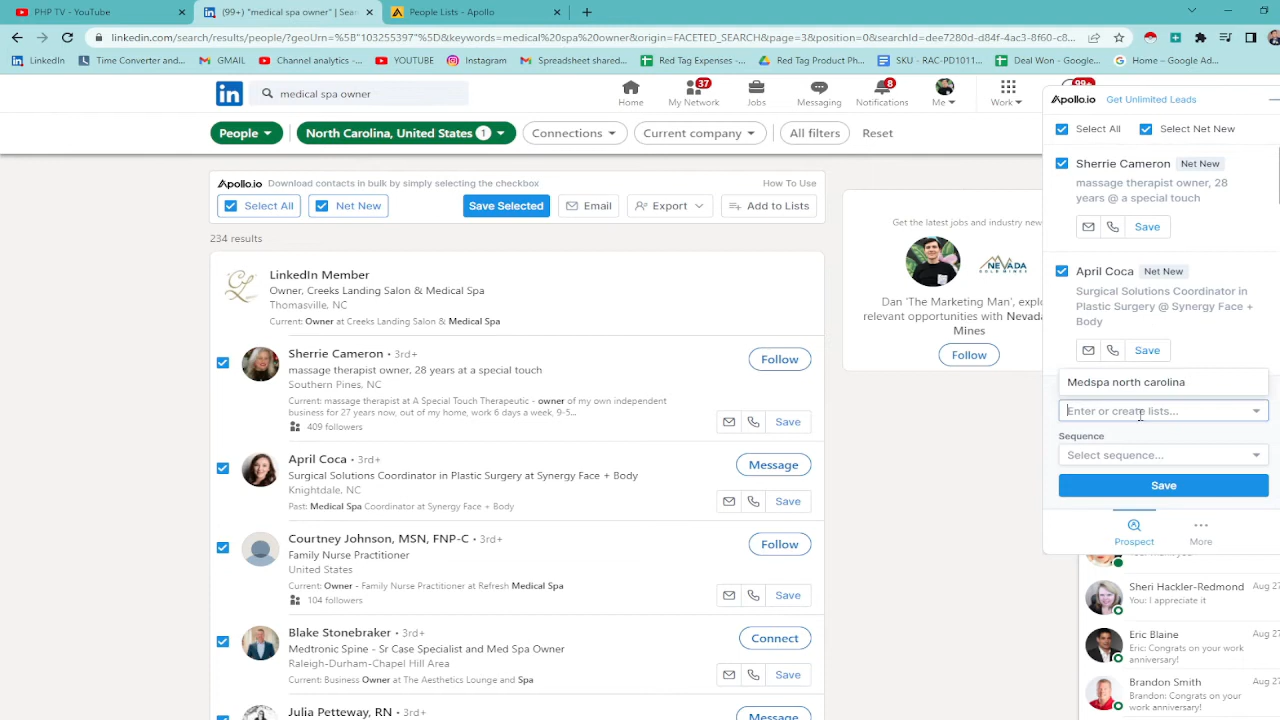 PHP TV - YouTube
(99+) "medical spa owner" | Sear
People Lists - Apollo
linkedin.com/search/results/people/?geoUrn=%5B"103255397"%5D&keywords=medical%20spa%20owner&origin=FACETED_SEARCH&page=3&position=0&searchId=dee7280d-d84f-4ac3-8f60-c8...
LinkedIn
Time Converter and...
GMAIL
Channel analytics -...
YOUTUBE
Instagram
Spreadsheet shared...
Red Tag Expenses -...
Red Tag Product Ph...
SKU - RAC-PD1011...
Deal Won - Google...
Home – Google Ad...
in
medical spa owner
Home
37
My Network
Jobs
Messaging
8
Notifications
Me
Work
99+
People
North Carolina, United States 1
Connections
Current company
All filters
Reset
Apollo.io Download contacts in bulk by simply selecting the checkbox
How To Use
Select All
Net New
Save Selected
Email
Export
Add to Lists
234 results
LinkedIn Member
Owner, Creeks Landing Salon & Medical Spa
Thomasville, NC
Current: Owner at Creeks Landing Salon & Medical Spa
Sherrie Cameron • 3rd+
massage therapist owner, 28 years at a special touch
Southern Pines, NC
Current: massage therapist at A Special Touch Therapeutic - owner of my own independent
business for 27 years now, out of my home, work 6 days a week, 9-5...
409 followers
Follow
Save
April Coca • 3rd+
Surgical Solutions Coordinator in Plastic Surgery at Synergy Face + Body
Knightdale, NC
Past: Medical Spa Coordinator at Synergy Face + Body
Message
Save
Courtney Johnson, MSN, FNP-C • 3rd+
Family Nurse Practitioner
United States
Current: Owner - Family Nurse Practitioner at Refresh Medical Spa
104 followers
Follow
Save
Blake Stonebraker • 3rd+
Medtronic Spine - Sr Case Specialist and Med Spa Owner
Raleigh-Durham-Chapel Hill Area
Current: Business Owner at The Aesthetics Lounge and Spa
Connect
Save
Julia Petteway, RN • 3rd+
Message
Get the latest jobs and industry new
NEVADA
GOLD MINES
Dan 'The Marketing Man', explo
relevant opportunities with Nevad
Mines
Follow
Apollo.io Get Unlimited Leads
Select All
Select Net New
Sherrie Cameron Net New
massage therapist owner, 28
years @ a special touch
Save
April Coca Net New
Surgical Solutions Coordinator in
Plastic Surgery @ Synergy Face +
Body
Save
Medspa north carolina
Enter or create lists...
Sequence
Select sequence...
Save
Prospect
More
Sheri Hackler-Redmond
Aug 27
You: I appreciate it
Eric Blaine
Aug 27
Eric: Congrats on your work
anniversary!
Brandon Smith
Aug 27
Brandon: Congrats on your
work anniversary!